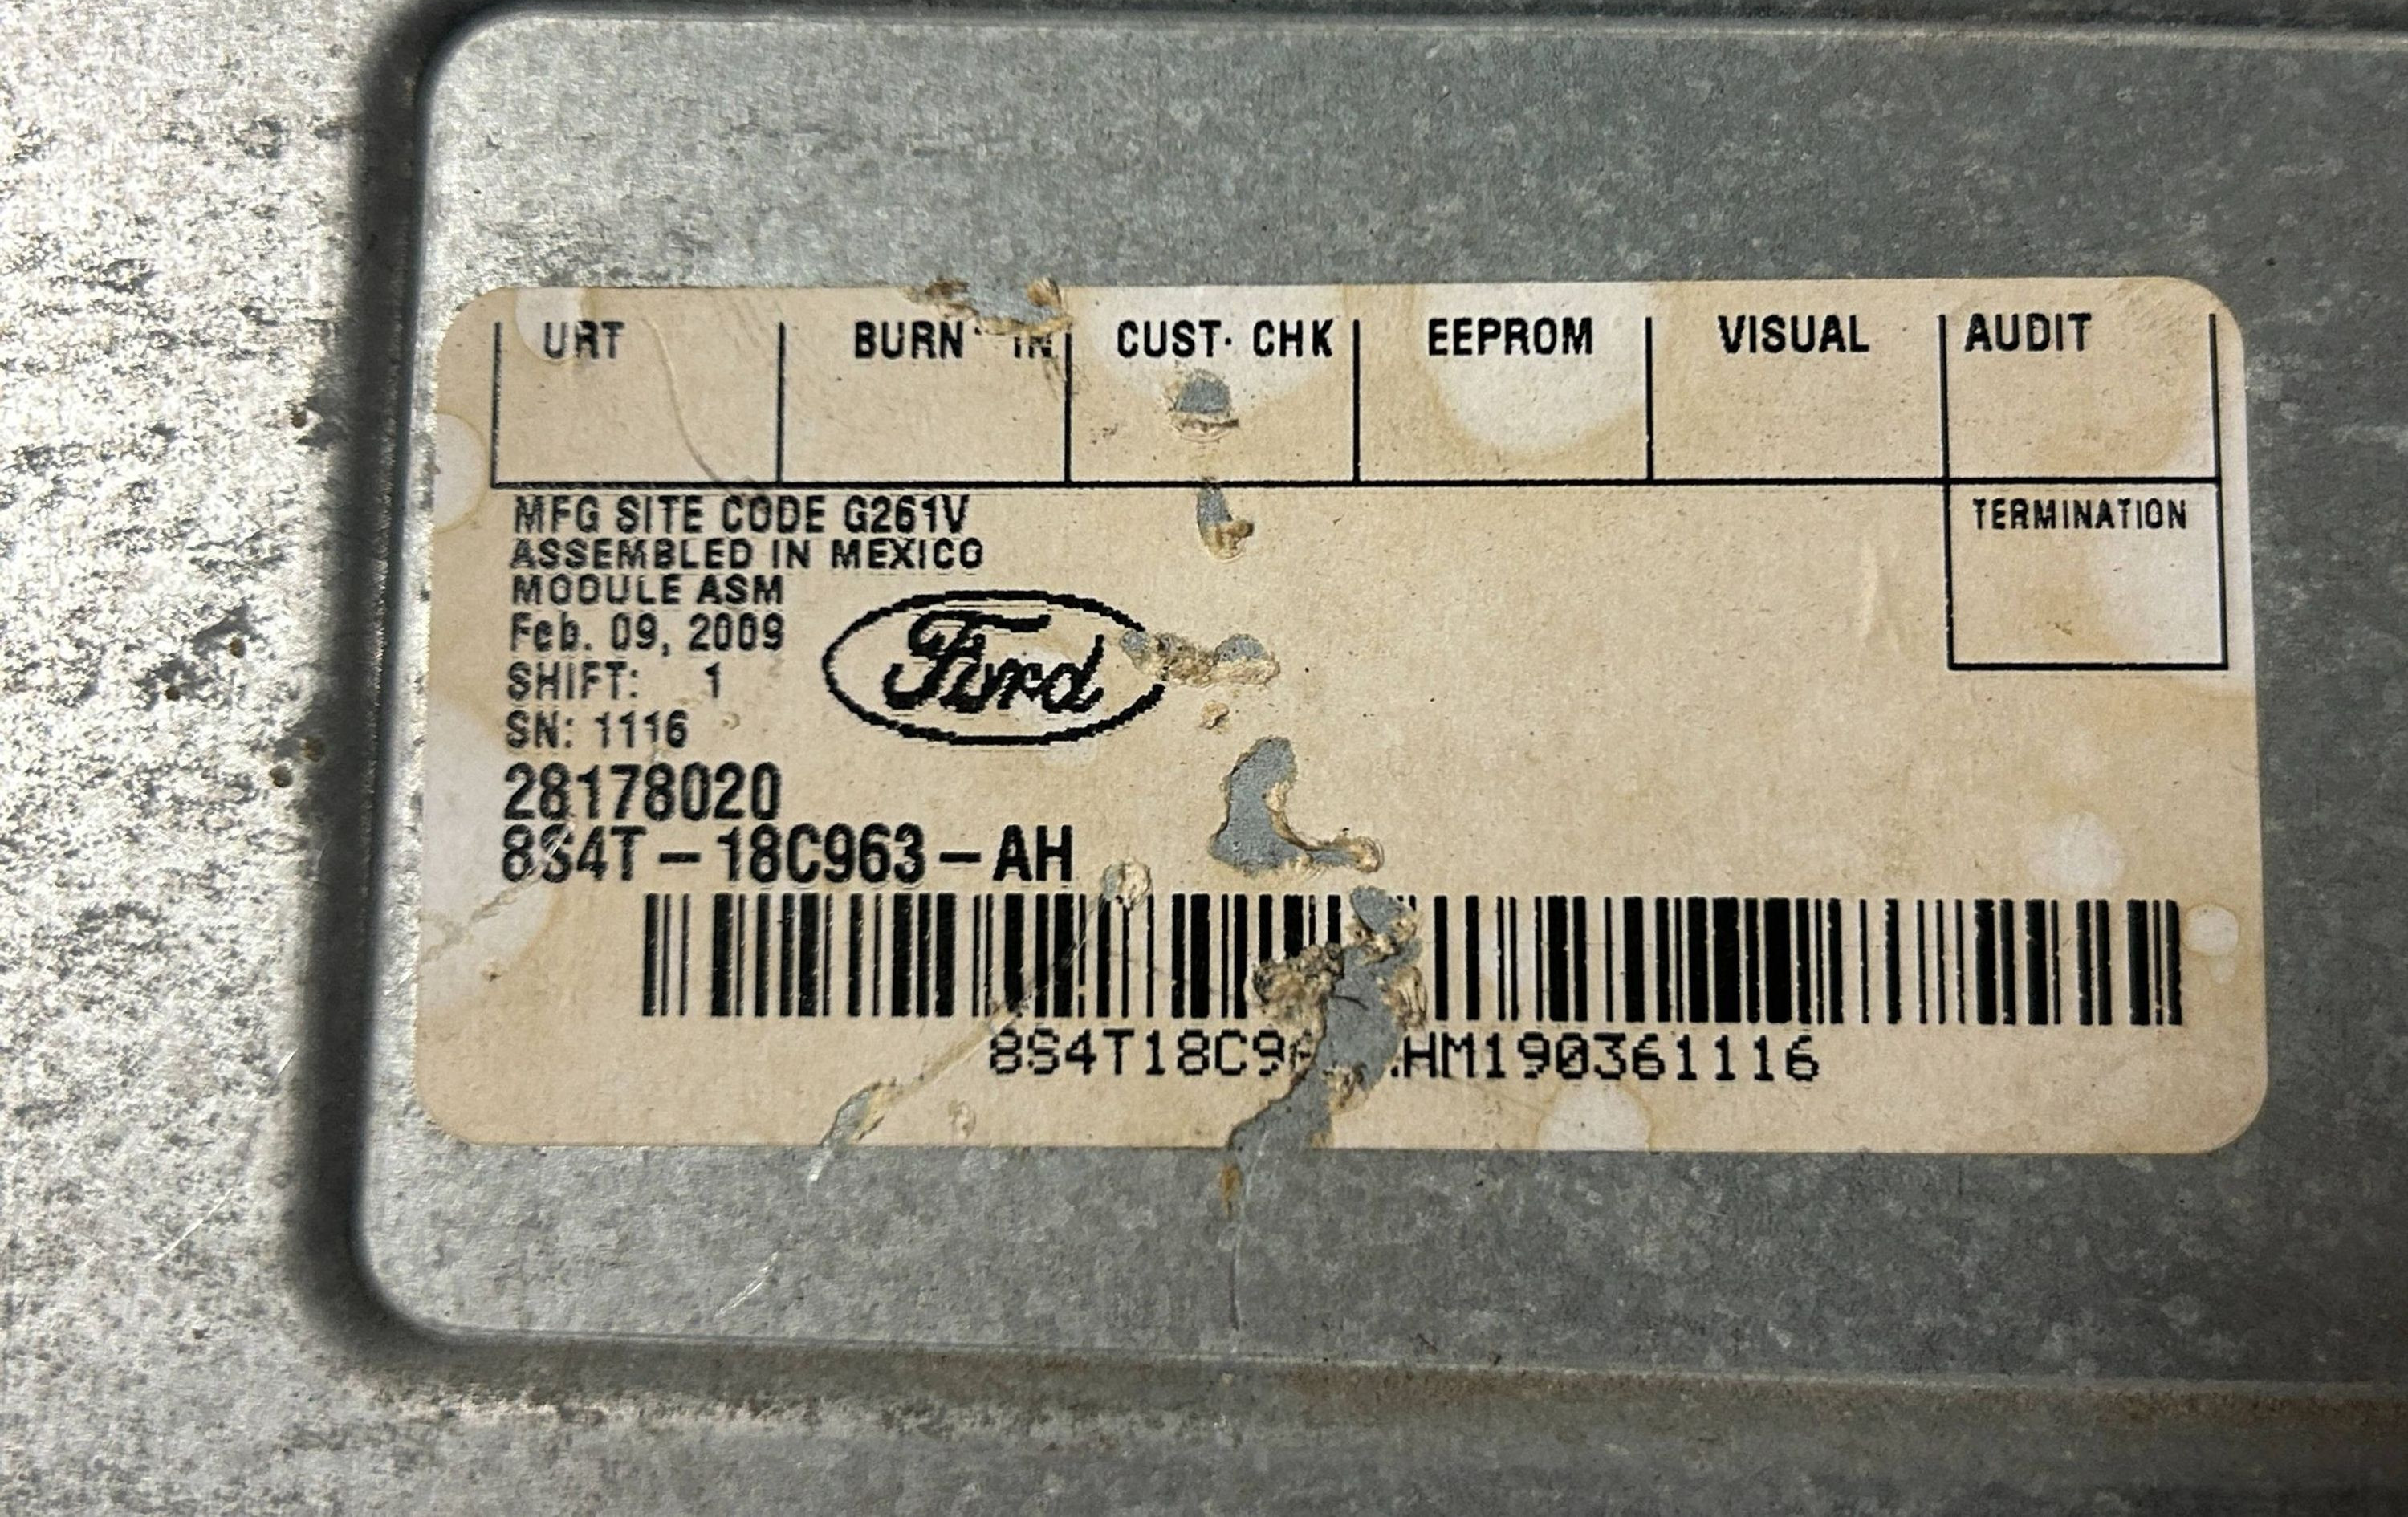 URT BURN IN CUST. CHK EEPROM VISUAL AUDIT
TERMINATION
MFG SITE CODE G261V
ASSEMBLED IN MEXICO
MODULE ASM
Feb. 09, 2009
SHIFT: 1
SN: 1116
Ford
28178020
8S4T-18C963-AH